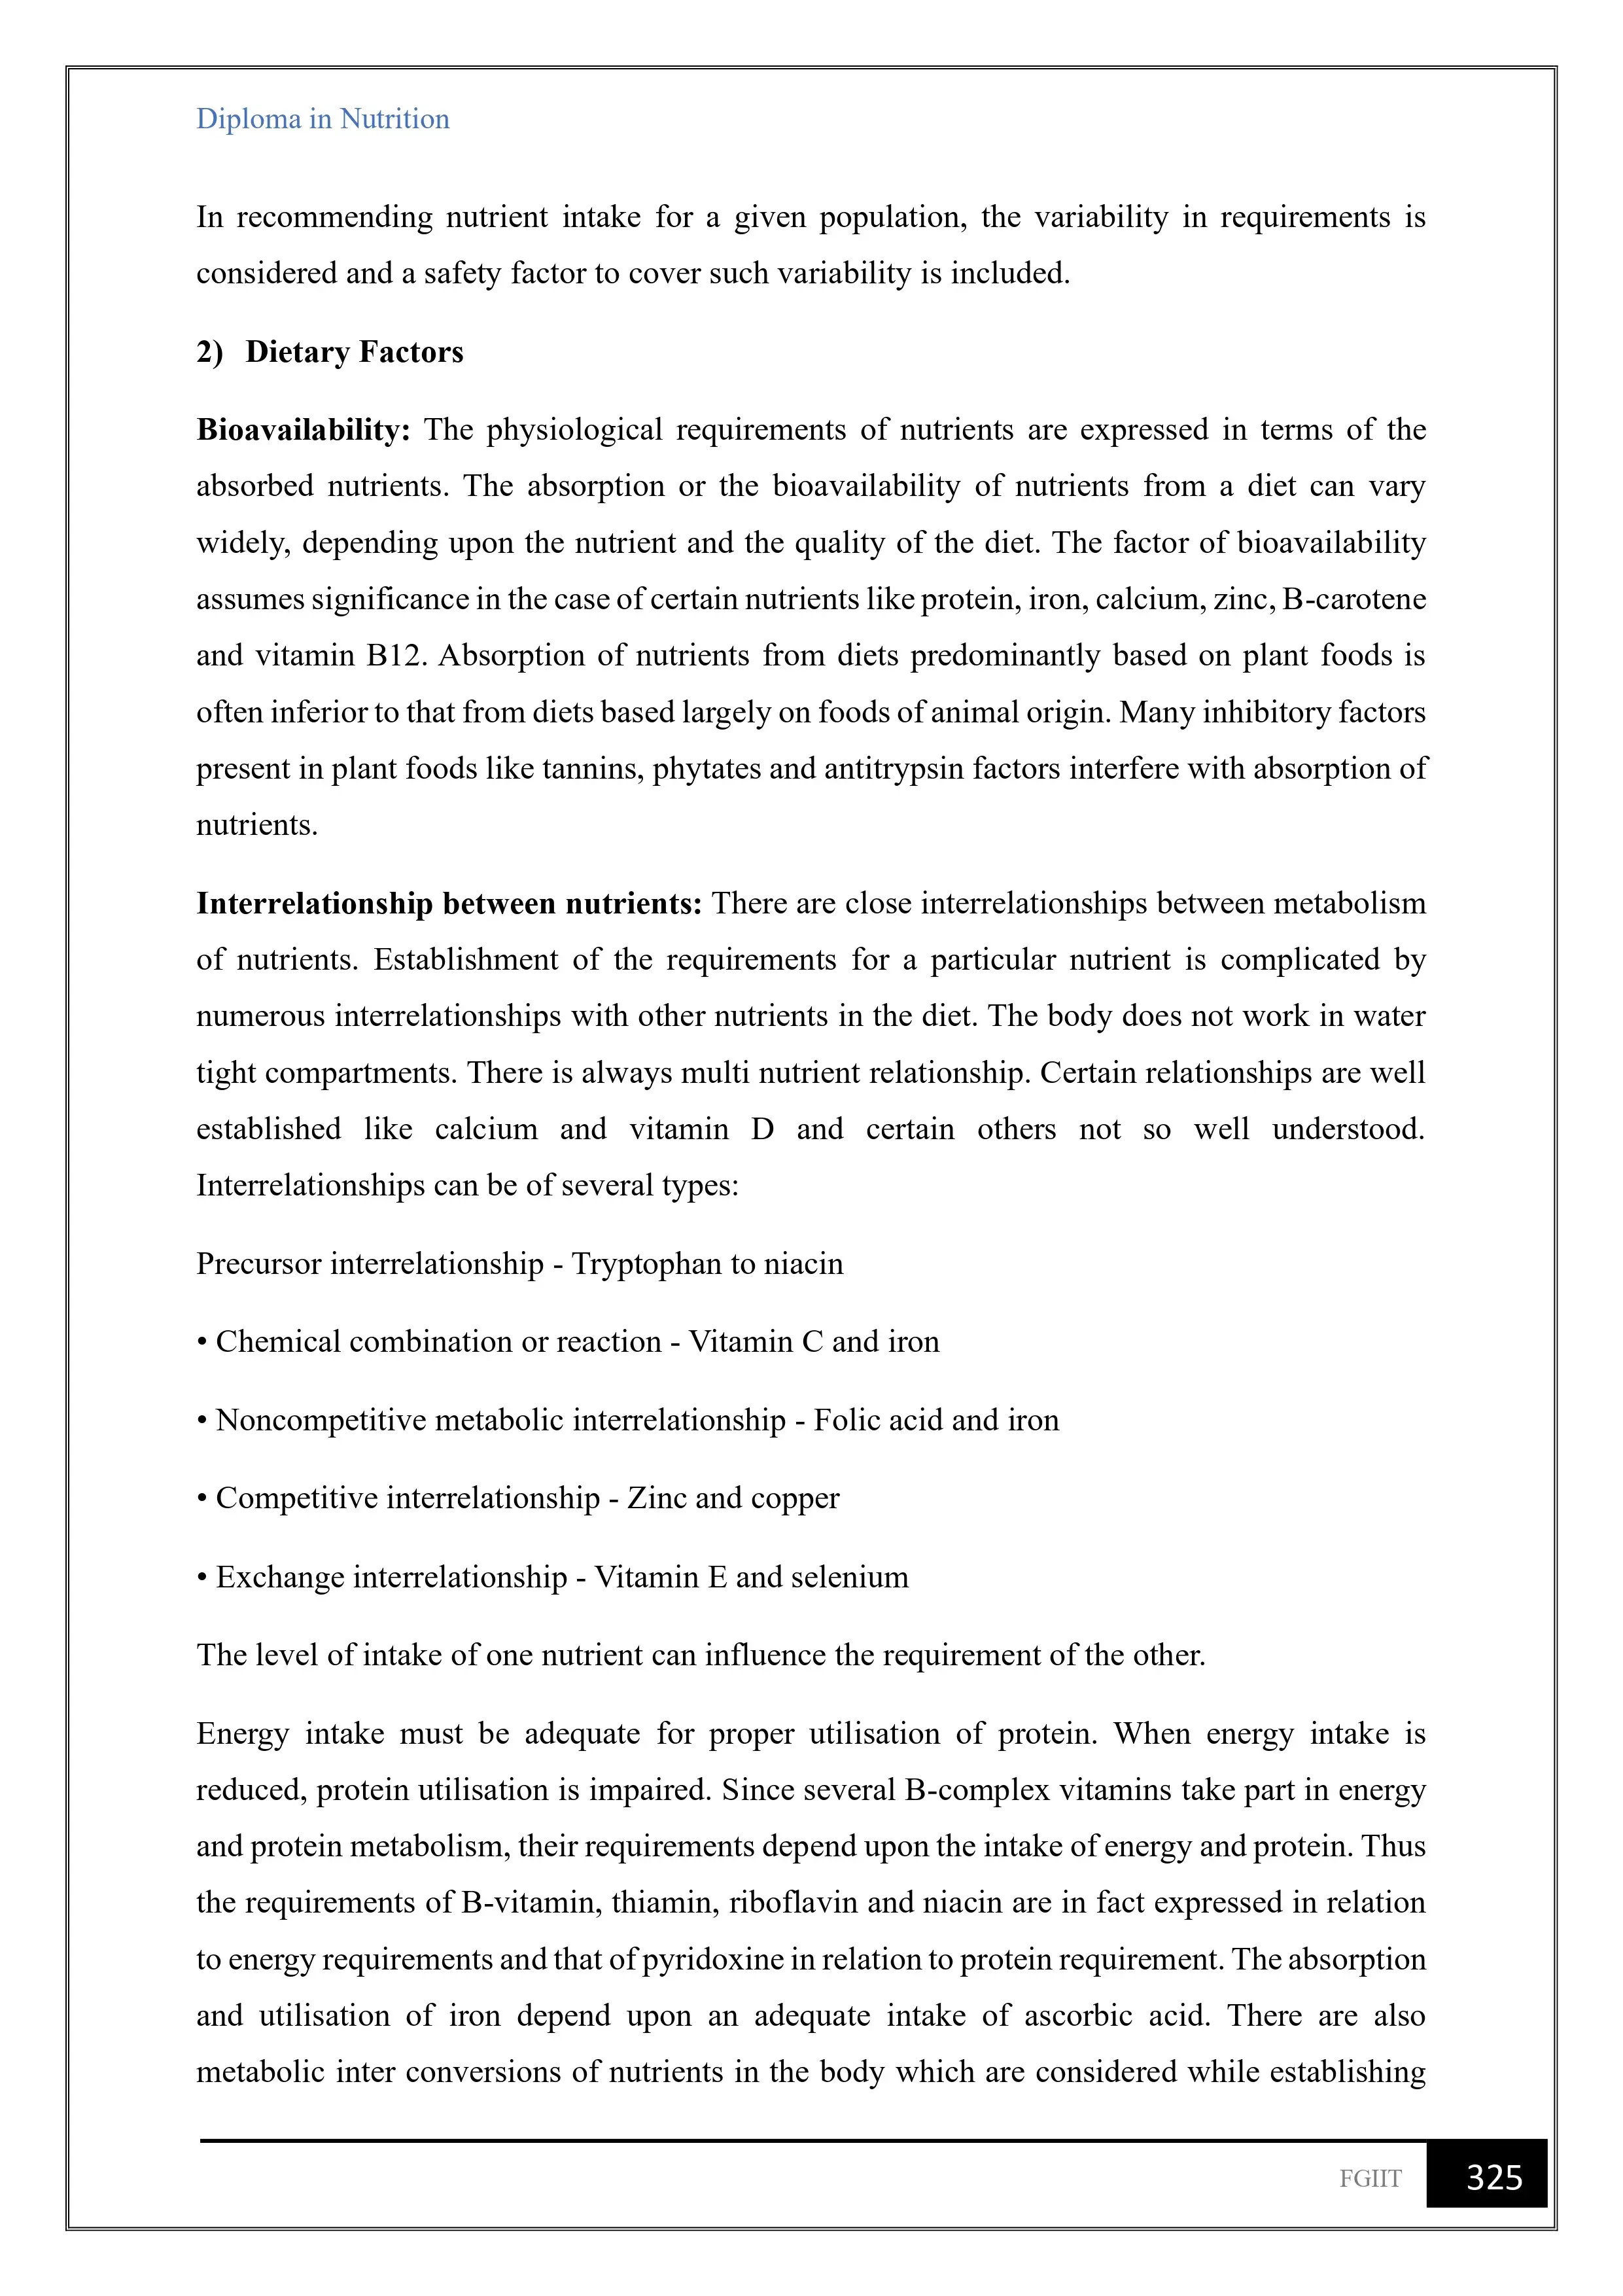 Diploma in Nutrition
In recommending nutrient intake for a given population, the variability in requirements is
considered and a safety factor to cover such variability is included.
2) Dietary Factors
Bioavailability: The physiological requirements of nutrients are expressed in terms of the
absorbed nutrients. The absorption or the bioavailability of nutrients from a diet can vary
widely, depending upon the nutrient and the quality of the diet. The factor of bioavailability
assumes significance in the case of certain nutrients like protein, iron, calcium, zinc, B-carotene
and vitamin B12. Absorption of nutrients from diets predominantly based on plant foods is
often inferior to that from diets based largely on foods of animal origin. Many inhibitory factors
present in plant foods like tannins, phytates and antitrypsin factors interfere with absorption of
nutrients.
Interrelationship between nutrients: There are close interrelationships between metabolism
of nutrients. Establishment of the requirements for a particular nutrient is complicated by
numerous interrelationships with other nutrients in the diet. The body does not work in water
tight compartments. There is always multi nutrient relationship. Certain relationships are well
established like calcium and vitamin D and certain others not so well understood.
Interrelationships can be of several types:
Precursor interrelationship - Tryptophan to niacin
• Chemical combination or reaction - Vitamin C and iron
• Noncompetitive metabolic interrelationship - Folic acid and iron
• Competitive interrelationship - Zinc and copper
• Exchange interrelationship - Vitamin E and selenium
The level of intake of one nutrient can influence the requirement of the other.
Energy intake must be adequate for proper utilisation of protein. When energy intake is
reduced, protein utilisation is impaired. Since several B-complex vitamins take part in energy
and protein metabolism, their requirements depend upon the intake of energy and protein. Thus
the requirements of B-vitamin, thiamin, riboflavin and niacin are in fact expressed in relation
to energy requirements and that of pyridoxine in relation to protein requirement. The absorption
and utilisation of iron depend upon an adequate intake of ascorbic acid. There are also
metabolic inter conversions of nutrients in the body which are considered while establishing
FGIIT 325